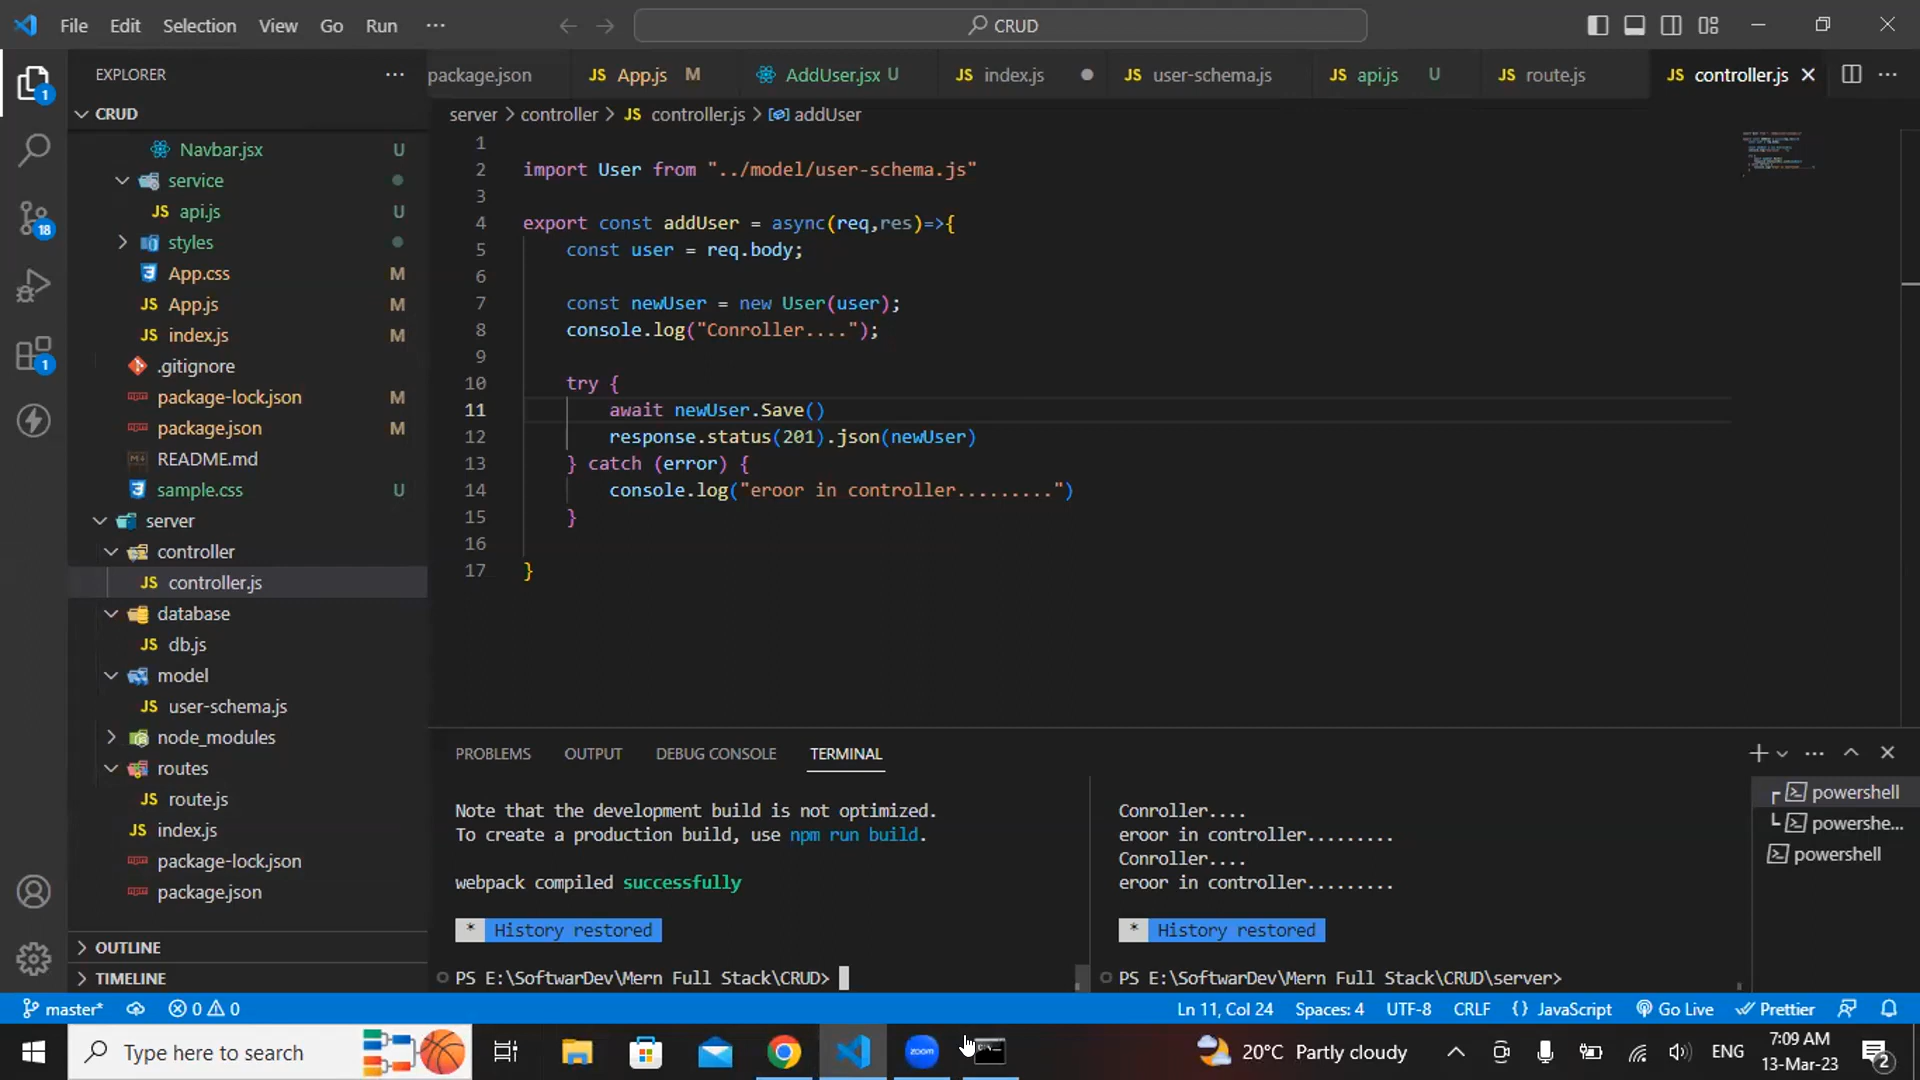 File Edit Selection View Go Run ··· CRUD
EXPLORER ···
package.json App.js M AddUser.jsx U index.js user-schema.js api.js U route.js controller.js
CRUD
server > controller > JS controller.js > addUser
Navbar.jsx U
service
JS api.js U
styles
App.css M
JS App.js M
JS index.js M
.gitignore
package-lock.json M
package.json M
README.md
sample.css U
server
controller
JS controller.js
database
JS db.js
model
JS user-schema.js
node_modules
routes
JS route.js
JS index.js
package-lock.json
package.json
OUTLINE
TIMELINE
1
18
1
1
2 import User from "../model/user-schema.js"
3
4 export const addUser = async(req,res)=>{
5 const user = req.body;
6
7 const newUser = new User(user);
8 console.log("Conroller....");
9
10 try {
11 await newUser.Save()
12 response.status(201).json(newUser)
13 } catch (error) {
14 console.log("eroor in controller.........")
15 }
16
17 }
PROBLEMS OUTPUT DEBUG CONSOLE TERMINAL
Note that the development build is not optimized.
To create a production build, use npm run build.
webpack compiled successfully
* History restored
PS E:\SoftwarDev\Mern Full Stack\CRUD>
Conroller....
eroor in controller.........
Conroller....
eroor in controller.........
* History restored
PS E:\SoftwarDev\Mern Full Stack\CRUD\server>
powershell
powershe...
powershell
master* 0 0 Ln 11, Col 24 Spaces: 4 UTF-8 CRLF {} JavaScript Go Live Prettier
Type here to search zoom 20°C Partly cloudy ENG 7:09 AM
13-Mar-23 2